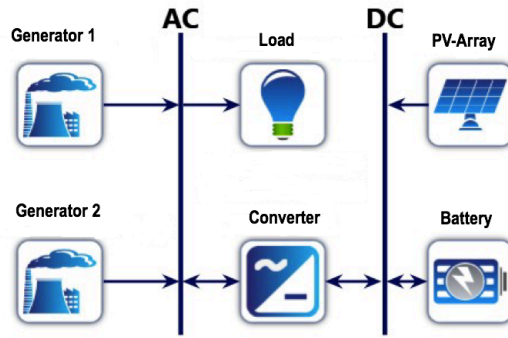 AC
DC
Generator 1
Load
PV-Array
Generator 2
Converter
Battery